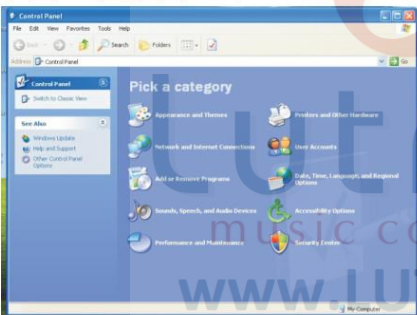 Control Panel
File Edit View Favorites Tools Help
Back Search Folders
Address Control Panel Go
Control Panel
Switch to Classic View
See Also
Windows Update
Help and Support
Other Control Panel
Options
Pick a category
Appearance and Themes
Printers and Other Hardware
Network and Internet Connections
User Accounts
Add or Remove Programs
Date, Time, Language, and Regional
Options
Sounds, Speech, and Audio Devices
Accessibility Options
Performance and Maintenance
Security Center
My Computer
Lut
music co
www.LUT